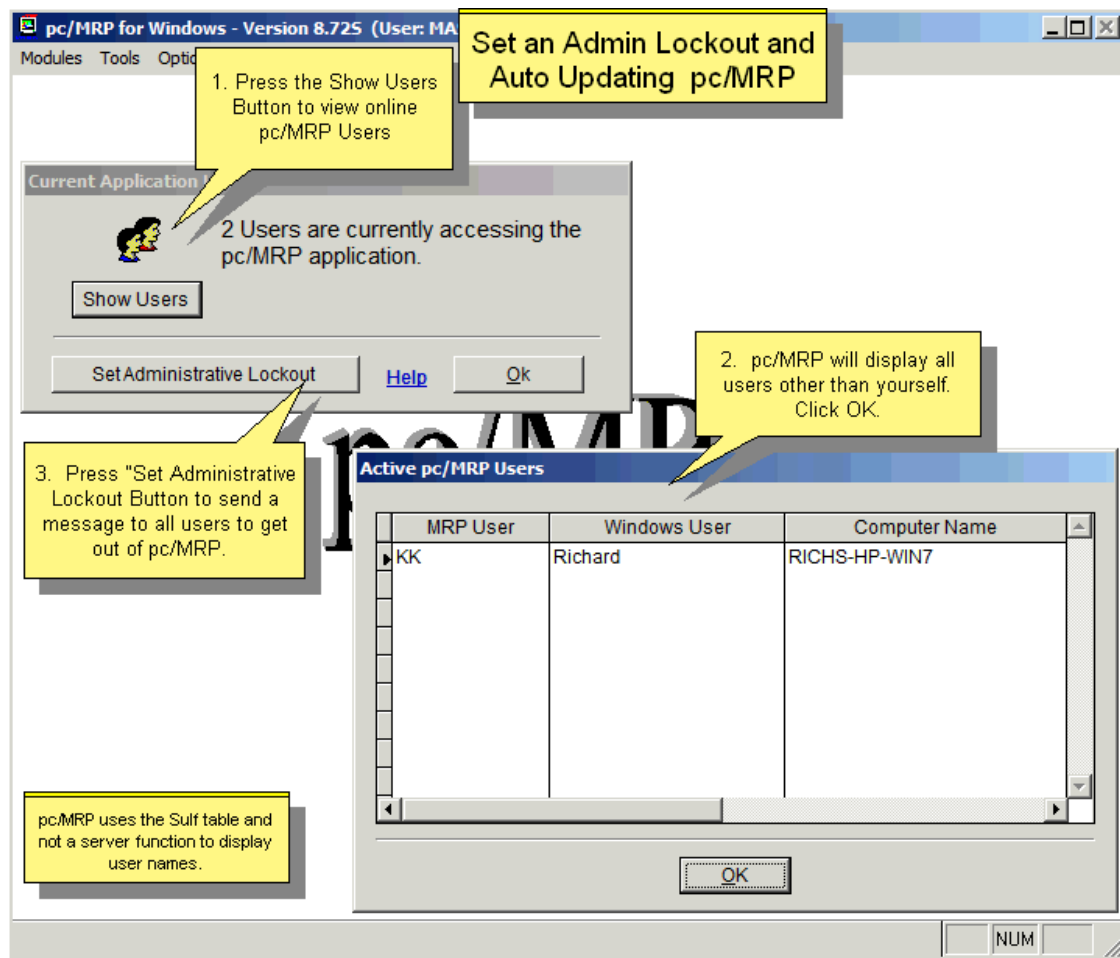 pc/MRP for Windows - Version 8.72S (User: MA
Set an Admin Lockout and
Auto Updating pc/MRP
Modules Tools Optio
1. Press the Show Users
Button to view online
pc/MRP Users
Current Application
2 Users are currently accessing the
pc/MRP application.
Show Users
Set Administrative Lockout
Help
Ok
2. pc/MRP will display all
users other than yourself.
Click OK.
3. Press "Set Administrative
Lockout Button to send a
message to all users to get
out of pc/MRP.
Active pc/MRP Users
MRP User Windows User Computer Name
KK Richard RICHS-HP-WIN7
pc/MRP uses the Sulf table and
not a server function to display
user names.
OK
NUM